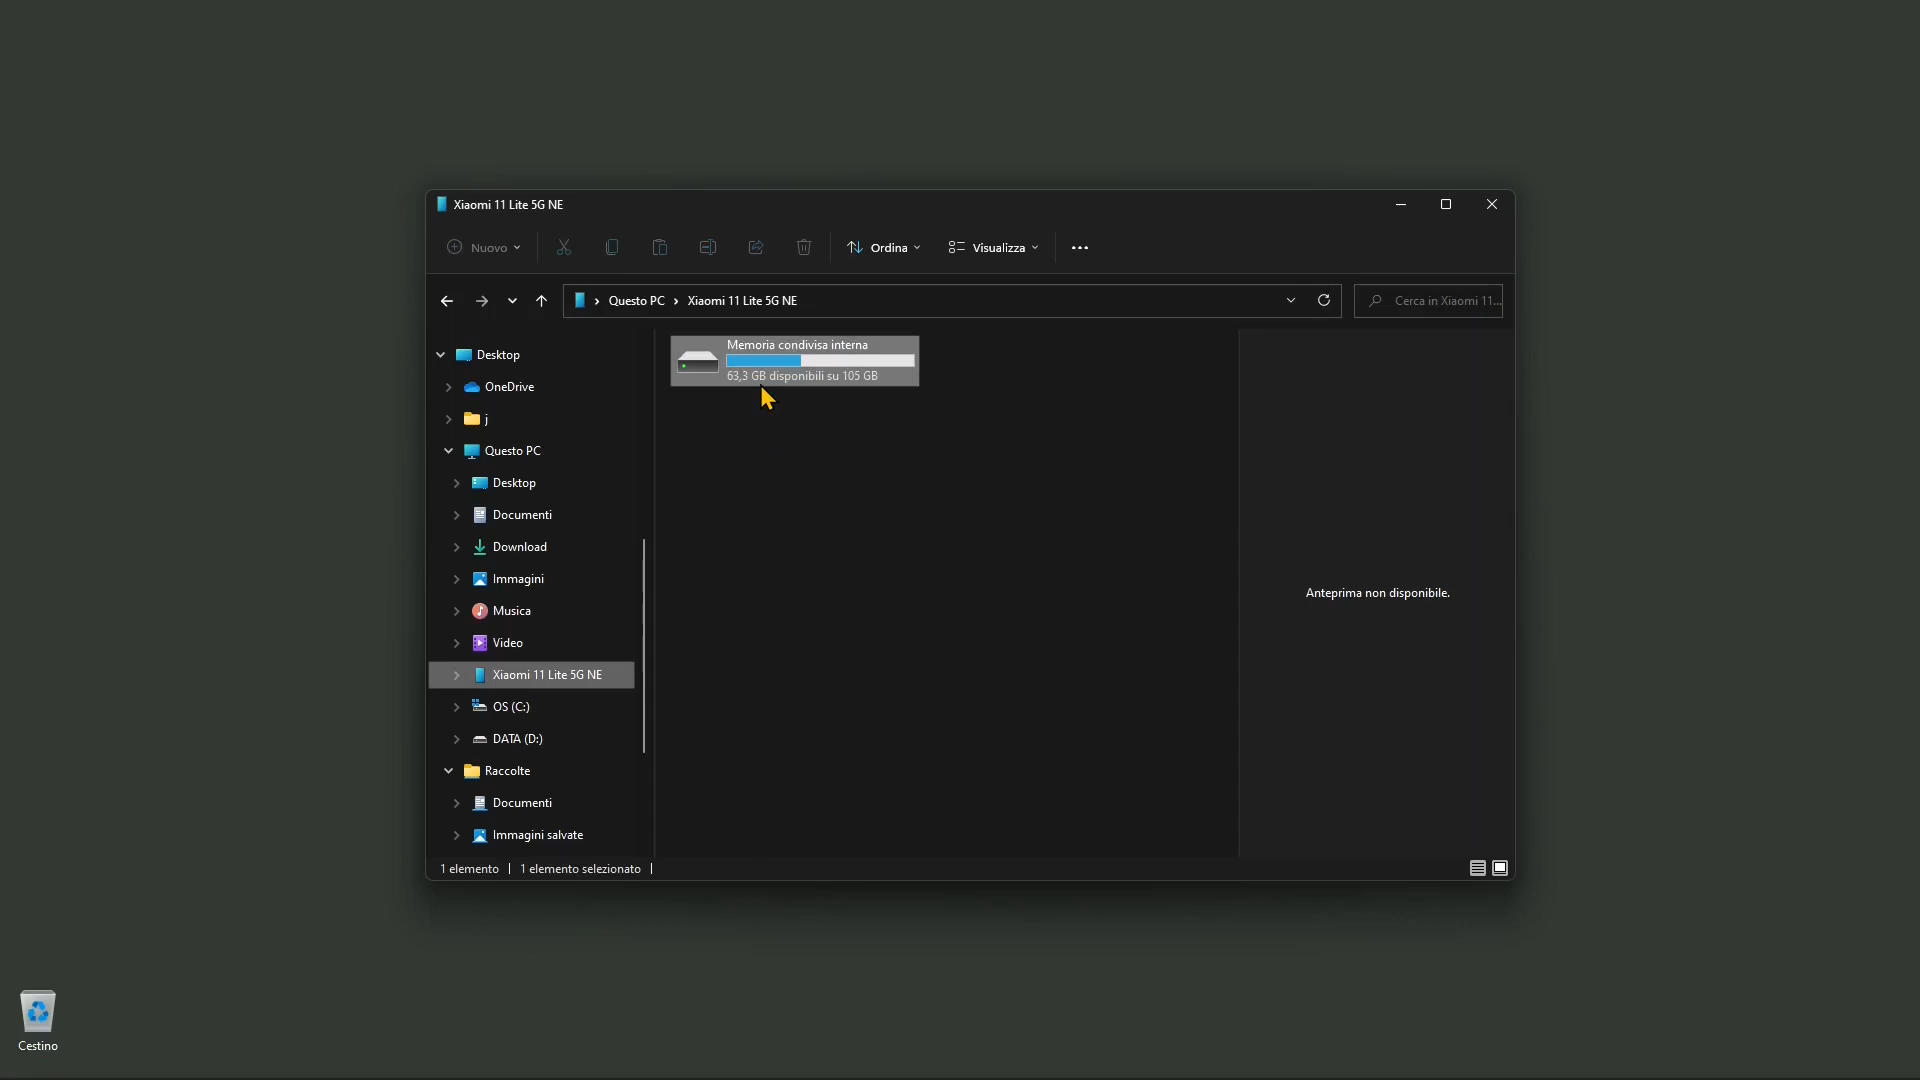 Xiaomi 11 Lite 5G NE
Nuovo
Ordina
Visualizza
Questo PC
Xiaomi 11 Lite 5G NE
Cerca in Xiaomi 11...
Desktop
OneDrive
j
Questo PC
Desktop
Documenti
Download
Immagini
Musica
Video
Xiaomi 11 Lite 5G NE
OS (C:)
DATA (D:)
Raccolte
Documenti
Immagini salvate
Memoria condivisa interna
63,3 GB disponibili su 105 GB
Anteprima non disponibile.
1 elemento
1 elemento selezionato
Cestino